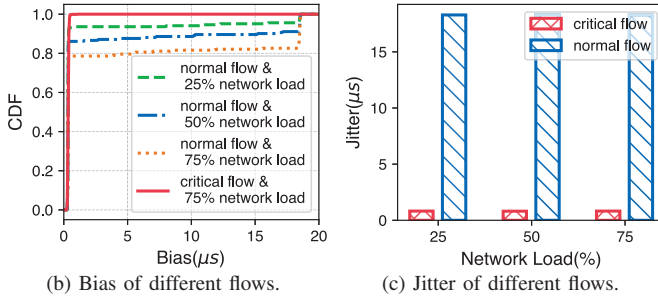 1.0
0.8
0.6
0.4
0.2
0.0
CDF
normal flow &
25% network load
normal flow &
50% network load
normal flow &
75% network load
critical flow &
75% network load
0
5
10
15
20
Bias(μs)
(b) Bias of different flows.
15
10
5
0
Jitter(μs)
critical flow
normal flow
25
50
75
Network Load(%)
(c) Jitter of different flows.